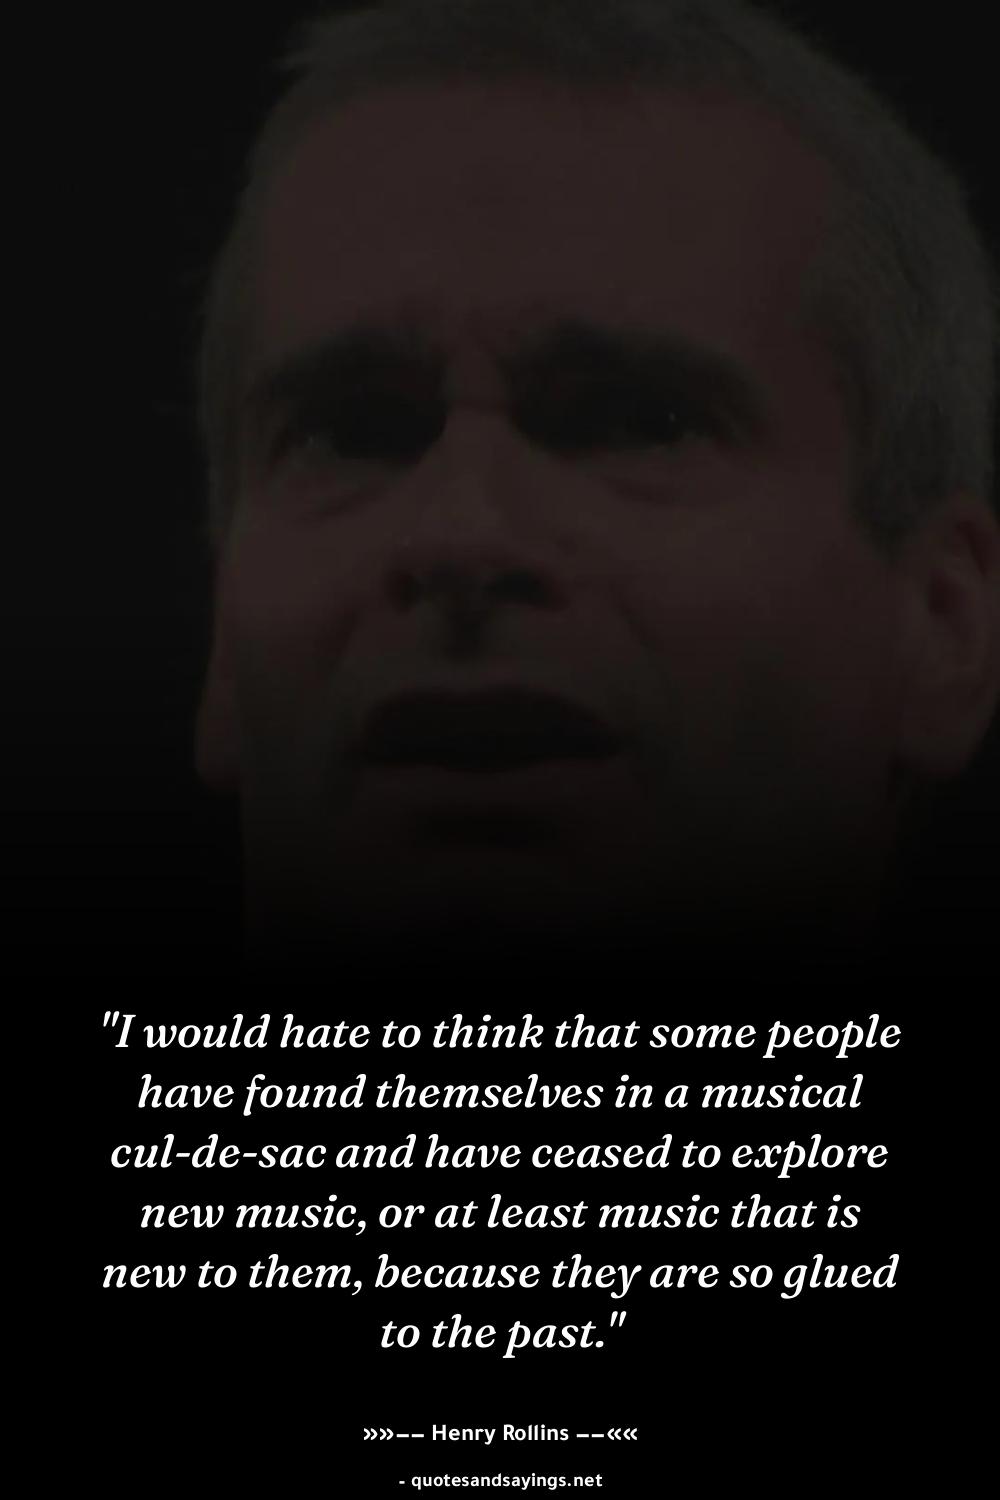 "I would hate to think that some people
have found themselves in a musical
cul-de-sac and have ceased to explore
new music, or at least music that is
new to them, because they are so glued
to the past."
»»−− Henry Rollins −−««
- quotesandsayings.net